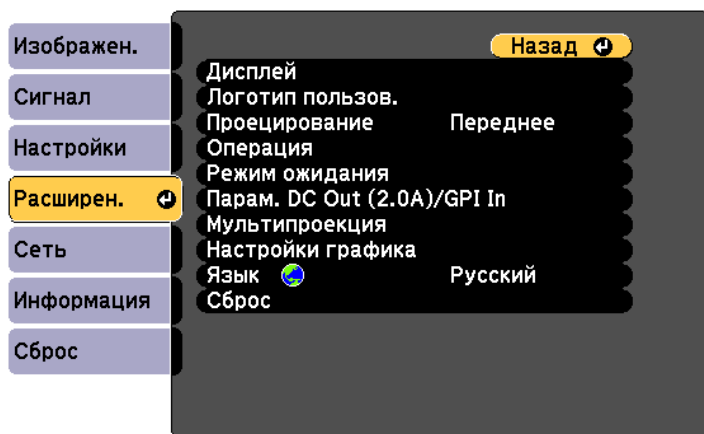 Изображен.
Сигнал
Настройки
Расширен.
Сеть
Информация
Сброс
Назад
Дисплей
Логотип пользов.
Проецирование Переднее
Операция
Режим ожидания
Парам. DC Out (2.0A)/GPI In
Мультипроекция
Настройки графика
Язык Русский
Сброс